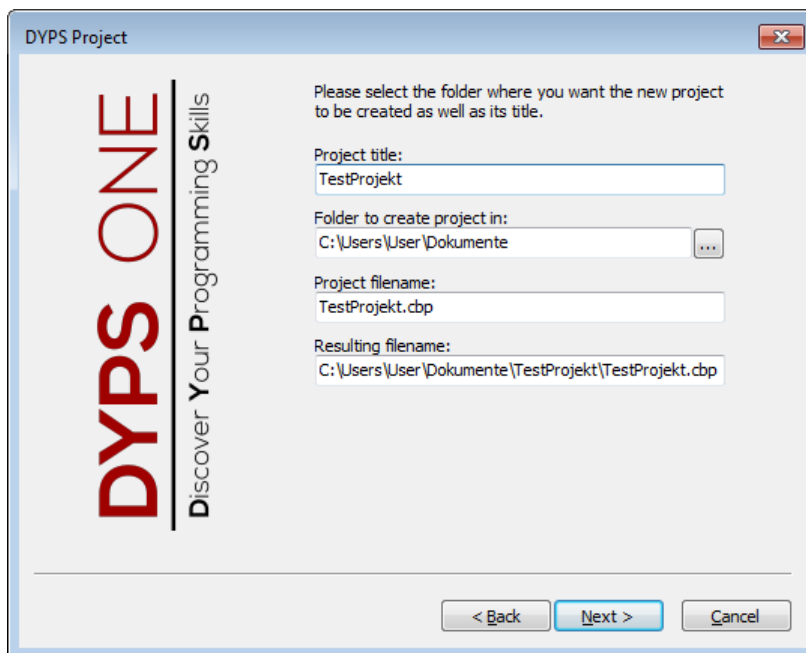 DYPS Project
DYPS ONE
Discover Your Programming Skills
Please select the folder where you want the new project
to be created as well as its title.
Project title:
TestProjekt
Folder to create project in:
C:\Users\User\Dokumente
...
Project filename:
TestProjekt.cbp
Resulting filename:
C:\Users\User\Dokumente\TestProjekt\TestProjekt.cbp
< Back
Next >
Cancel